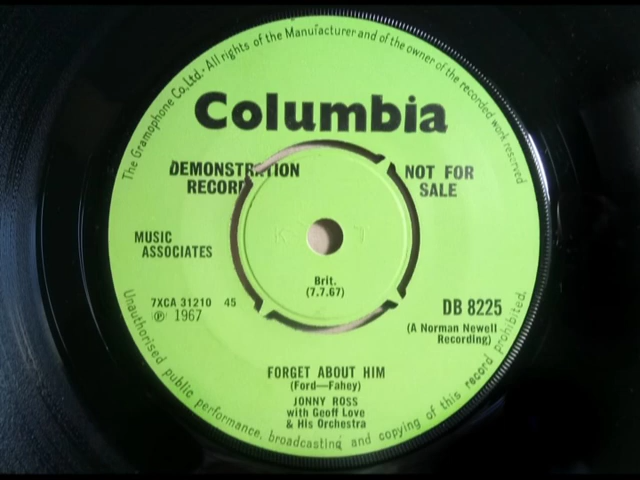 The Gramophone Co. Ltd.- All rights of the Manufacturer and of the owner of the recorded work reserved
Columbia
DEMONSTRATION
RECORD
NOT FOR
SALE
MUSIC
ASSOCIATES
K T
Brit.
(7.7.67)
7XCA 31210 45
Ⓟ 1967
DB 8225
(A Norman Newell
Recording)
FORGET ABOUT HIM
(Ford—Fahey)
JONNY ROSS
with Geoff Love
& His Orchestra
Unauthorised public performance, broadcasting and copying of this record prohibited.